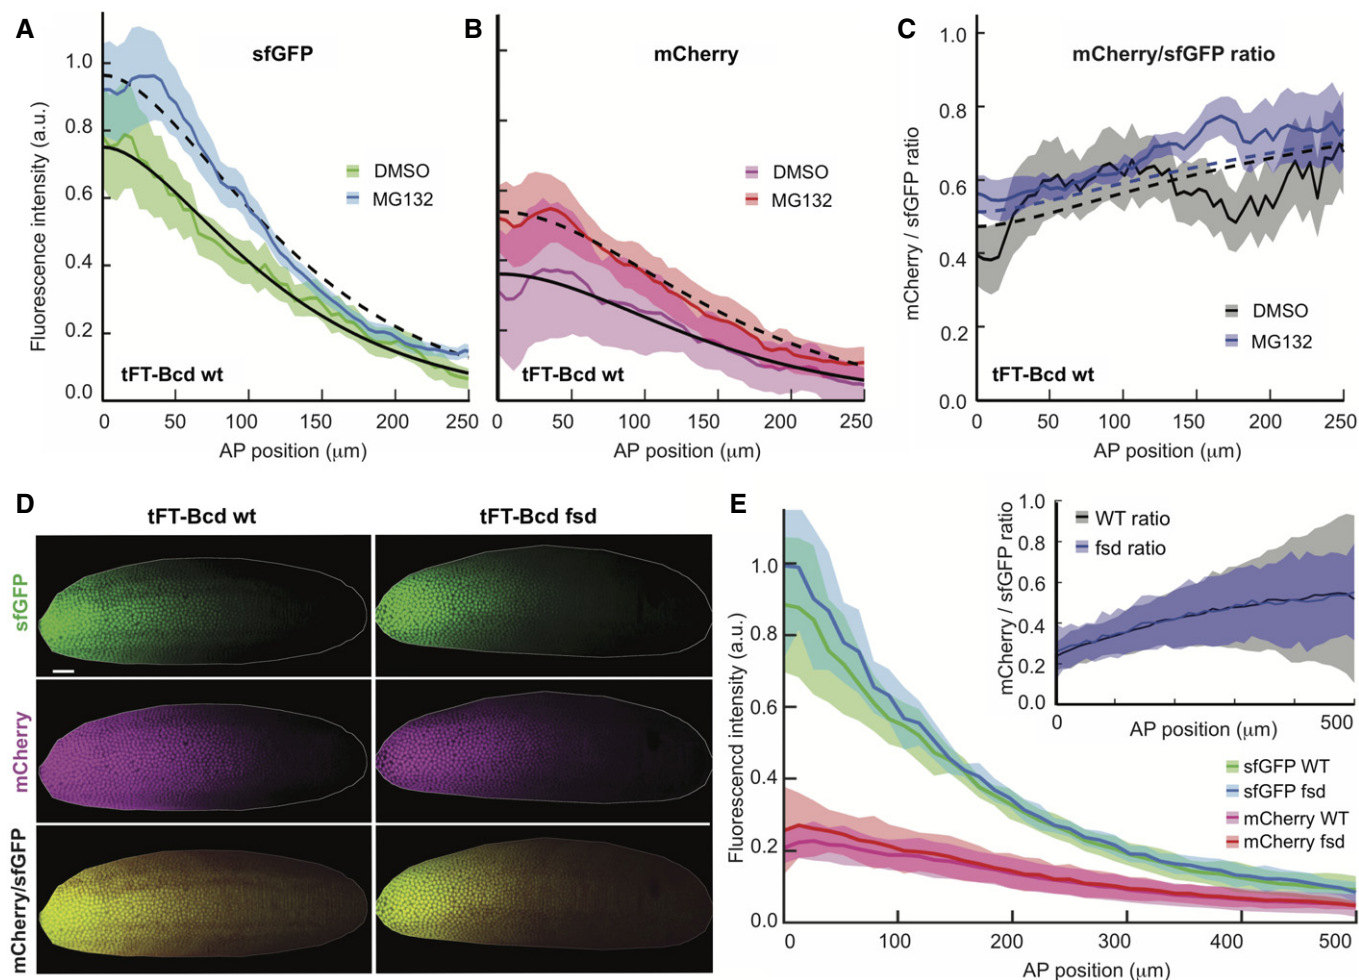 A
sfGFP
Fluorescence intensity (a.u.)
1.0
0.8
0.6
0.4
0.2
0.0
DMSO
MG132
tFT-Bcd wt
0 50 100 150 200 250
AP position (μm)
B
mCherry
DMSO
MG132
tFT-Bcd wt
0 50 100 150 200 250
AP position (μm)
C
mCherry/sfGFP ratio
mCherry / sfGFP ratio
1.0
0.8
0.6
0.4
0.2
0.0
DMSO
MG132
tFT-Bcd wt
0 50 100 150 200 250
AP position (μm)
D
tFT-Bcd wt tFT-Bcd fsd
sfGFP
mCherry
mCherry/sfGFP
E
Fluorescencd intensity (a.u.)
1.0
0.8
0.6
0.4
0.2
0.0
0 100 200 300 400 500
AP position (μm)
mCherry / sfGFP ratio
1.0
0.8
0.6
0.4
0.2
0.0
WT ratio
fsd ratio
0 500
AP position (μm)
sfGFP WT
sfGFP fsd
mCherry WT
mCherry fsd